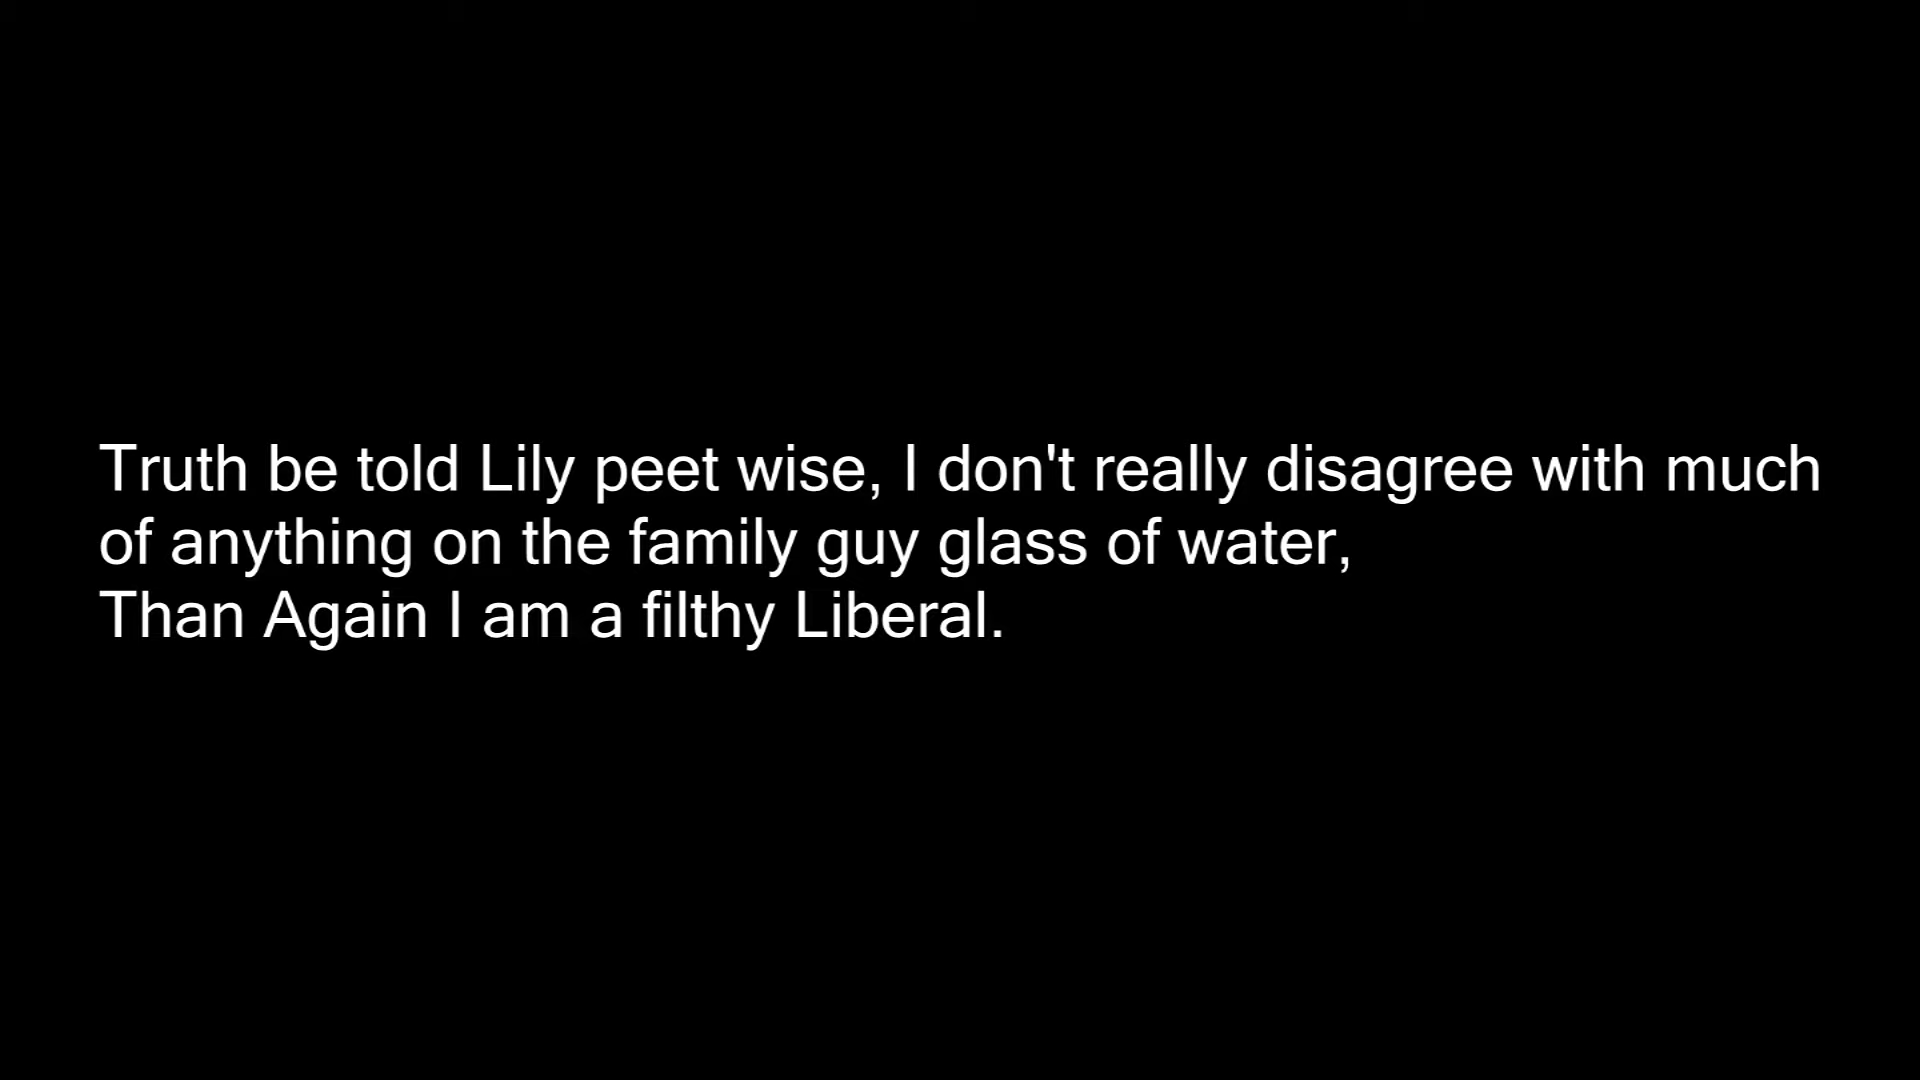 Truth be told Lily peet wise, I don't really disagree with much
of anything on the family guy glass of water,
Than Again I am a filthy Liberal.